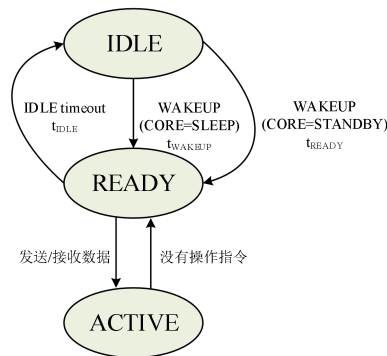 IDLE
IDLE timeout
tIDLE
WAKEUP
(CORE=SLEEP)
tWAKEUP
WAKEUP
(CORE=STANDBY)
tREADY
READY
发送/接收数据
没有操作指令
ACTIVE